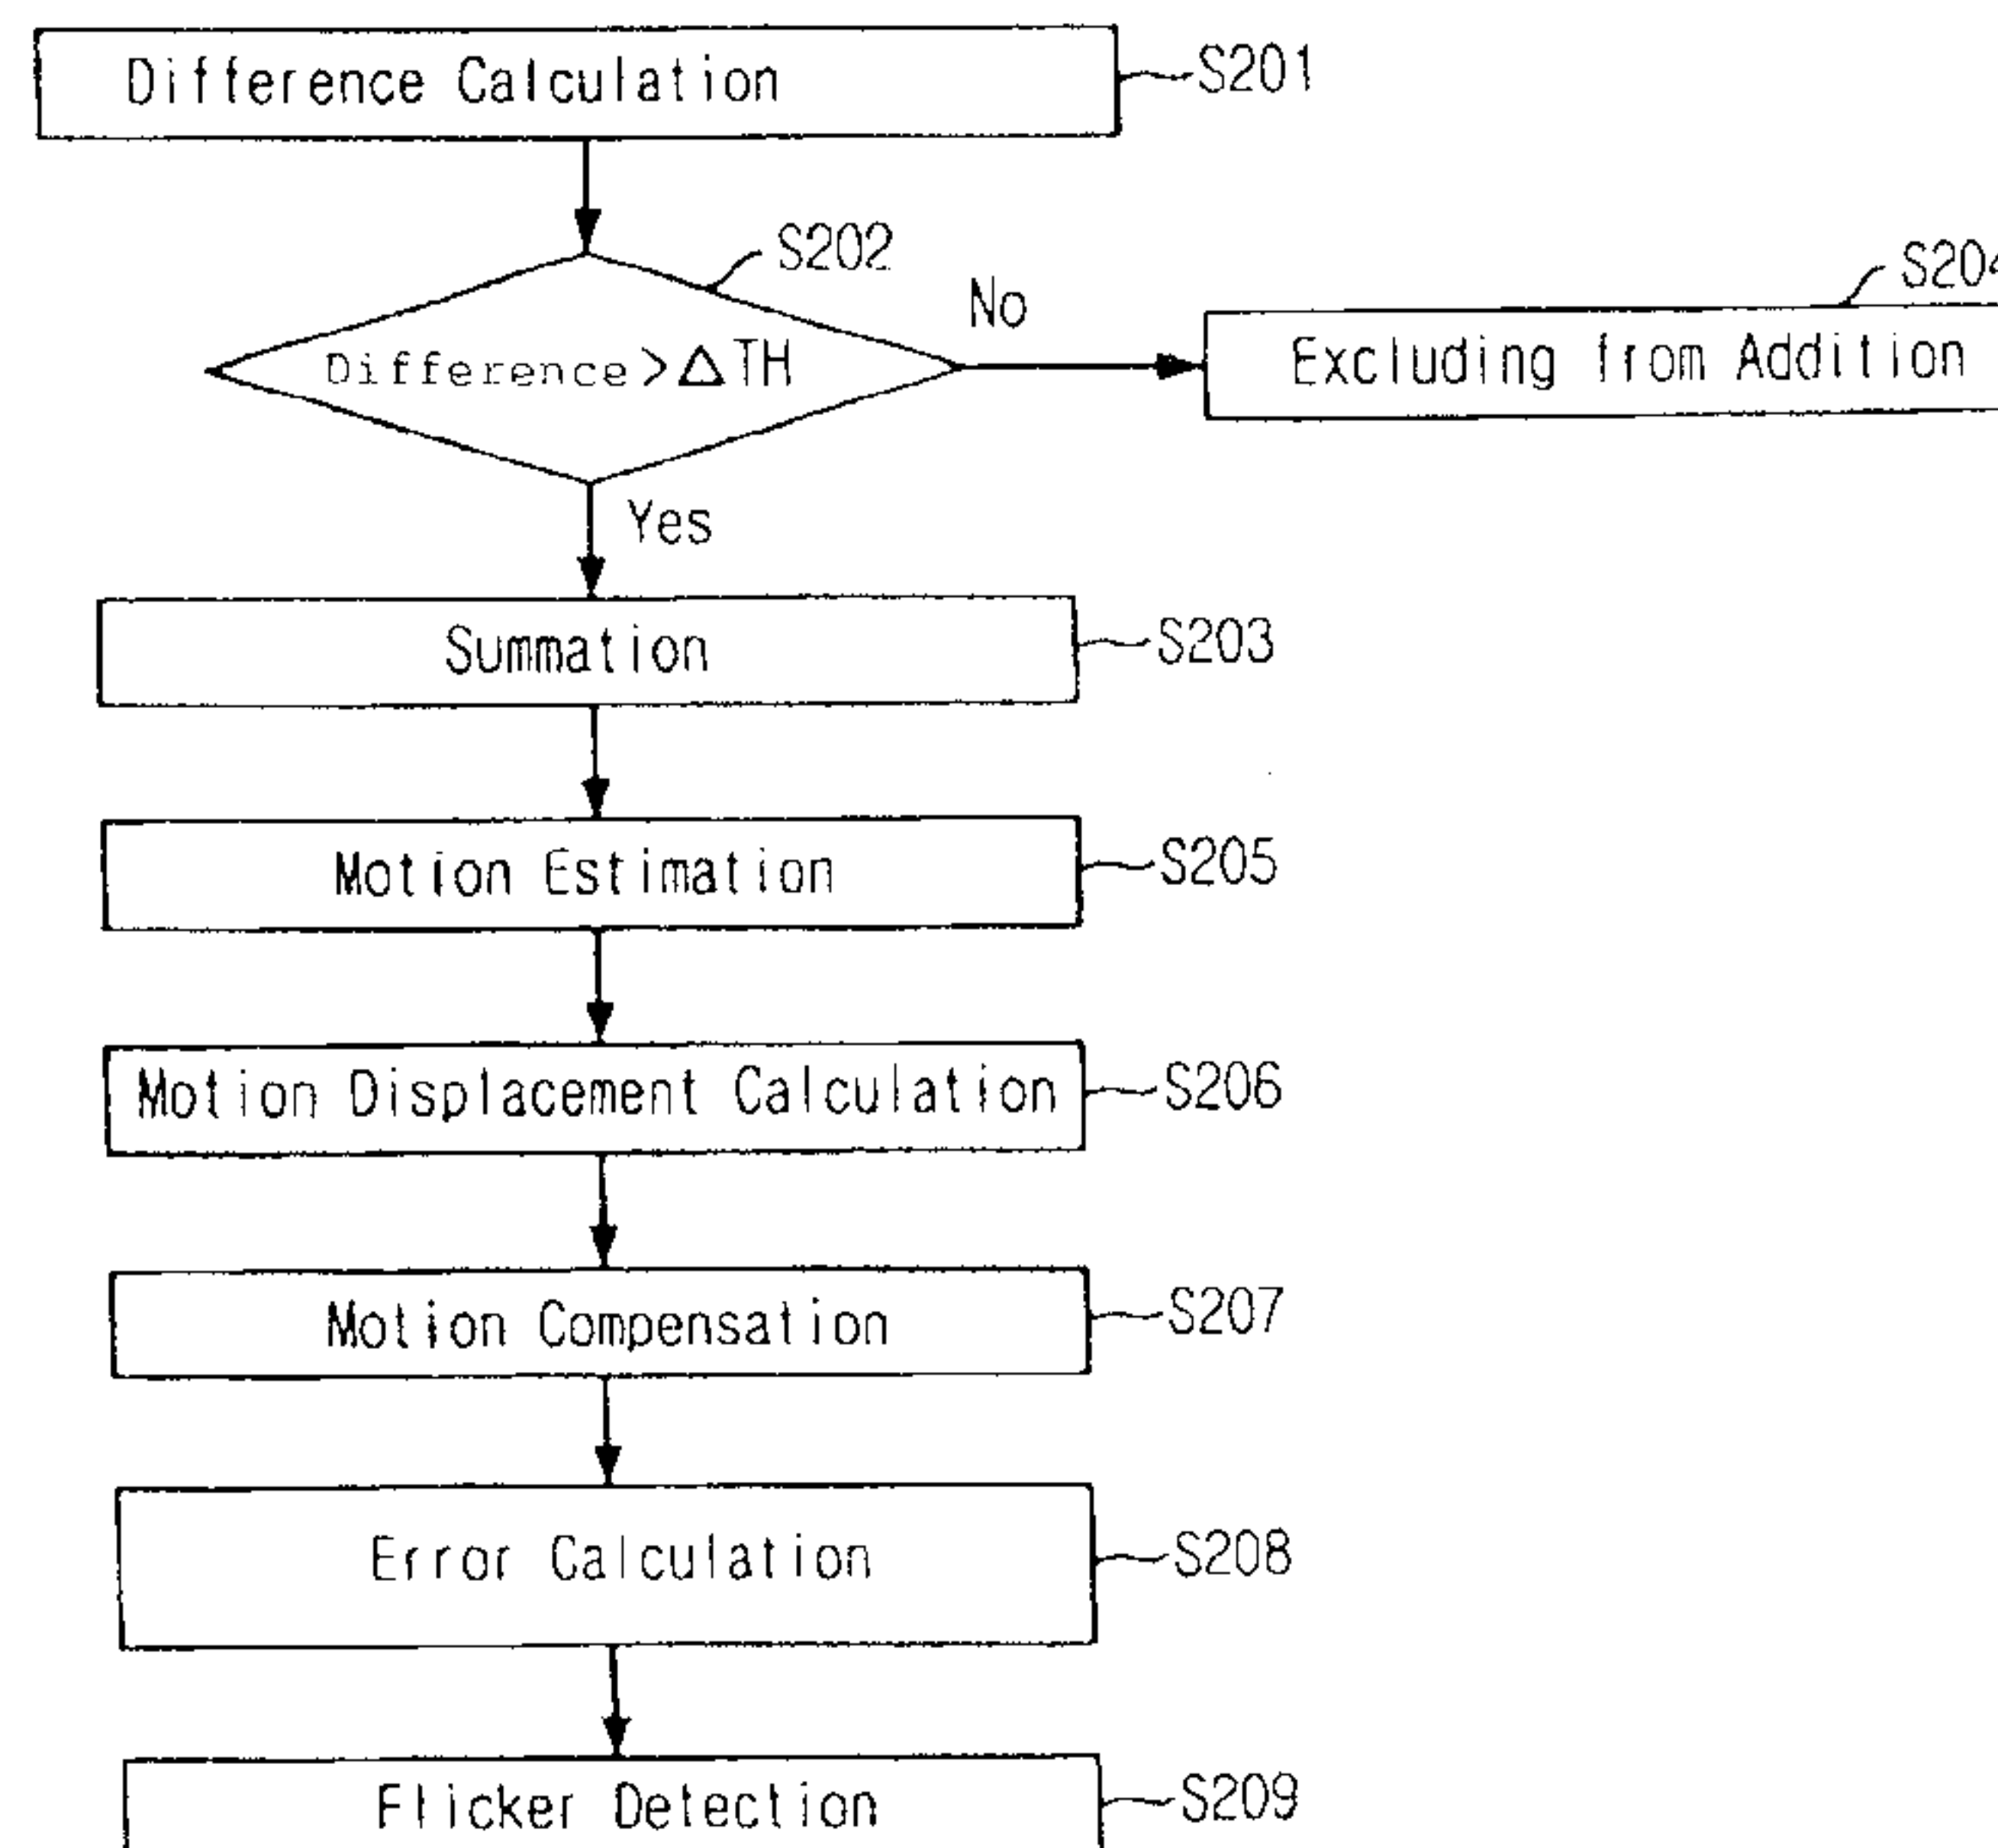 Difference Calculation
S201
S202
Difference > △TH
No
S204
Excluding from Addition
Yes
Summation
S203
Motion Estimation
S205
Motion Displacement Calculation
S206
Motion Compensation
S207
Error Calculation
S208
Flicker Detection
S209